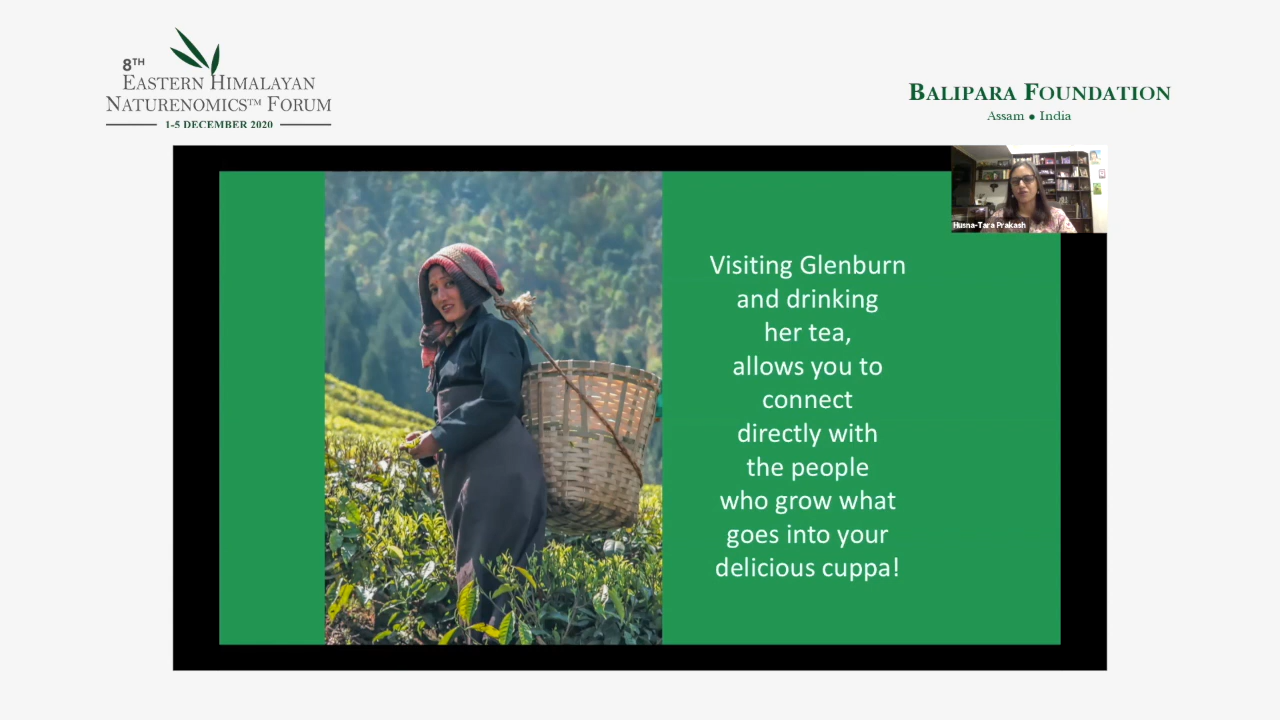 8TH
EASTERN HIMALAYAN
NATURENOMICS™ FORUM
1-5 DECEMBER 2020
BALIPARA FOUNDATION
Assam ● India
Husna-Tara Prakash
Visiting Glenburn
and drinking
her tea,
allows you to
connect
directly with
the people
who grow what
goes into your
delicious cuppa!